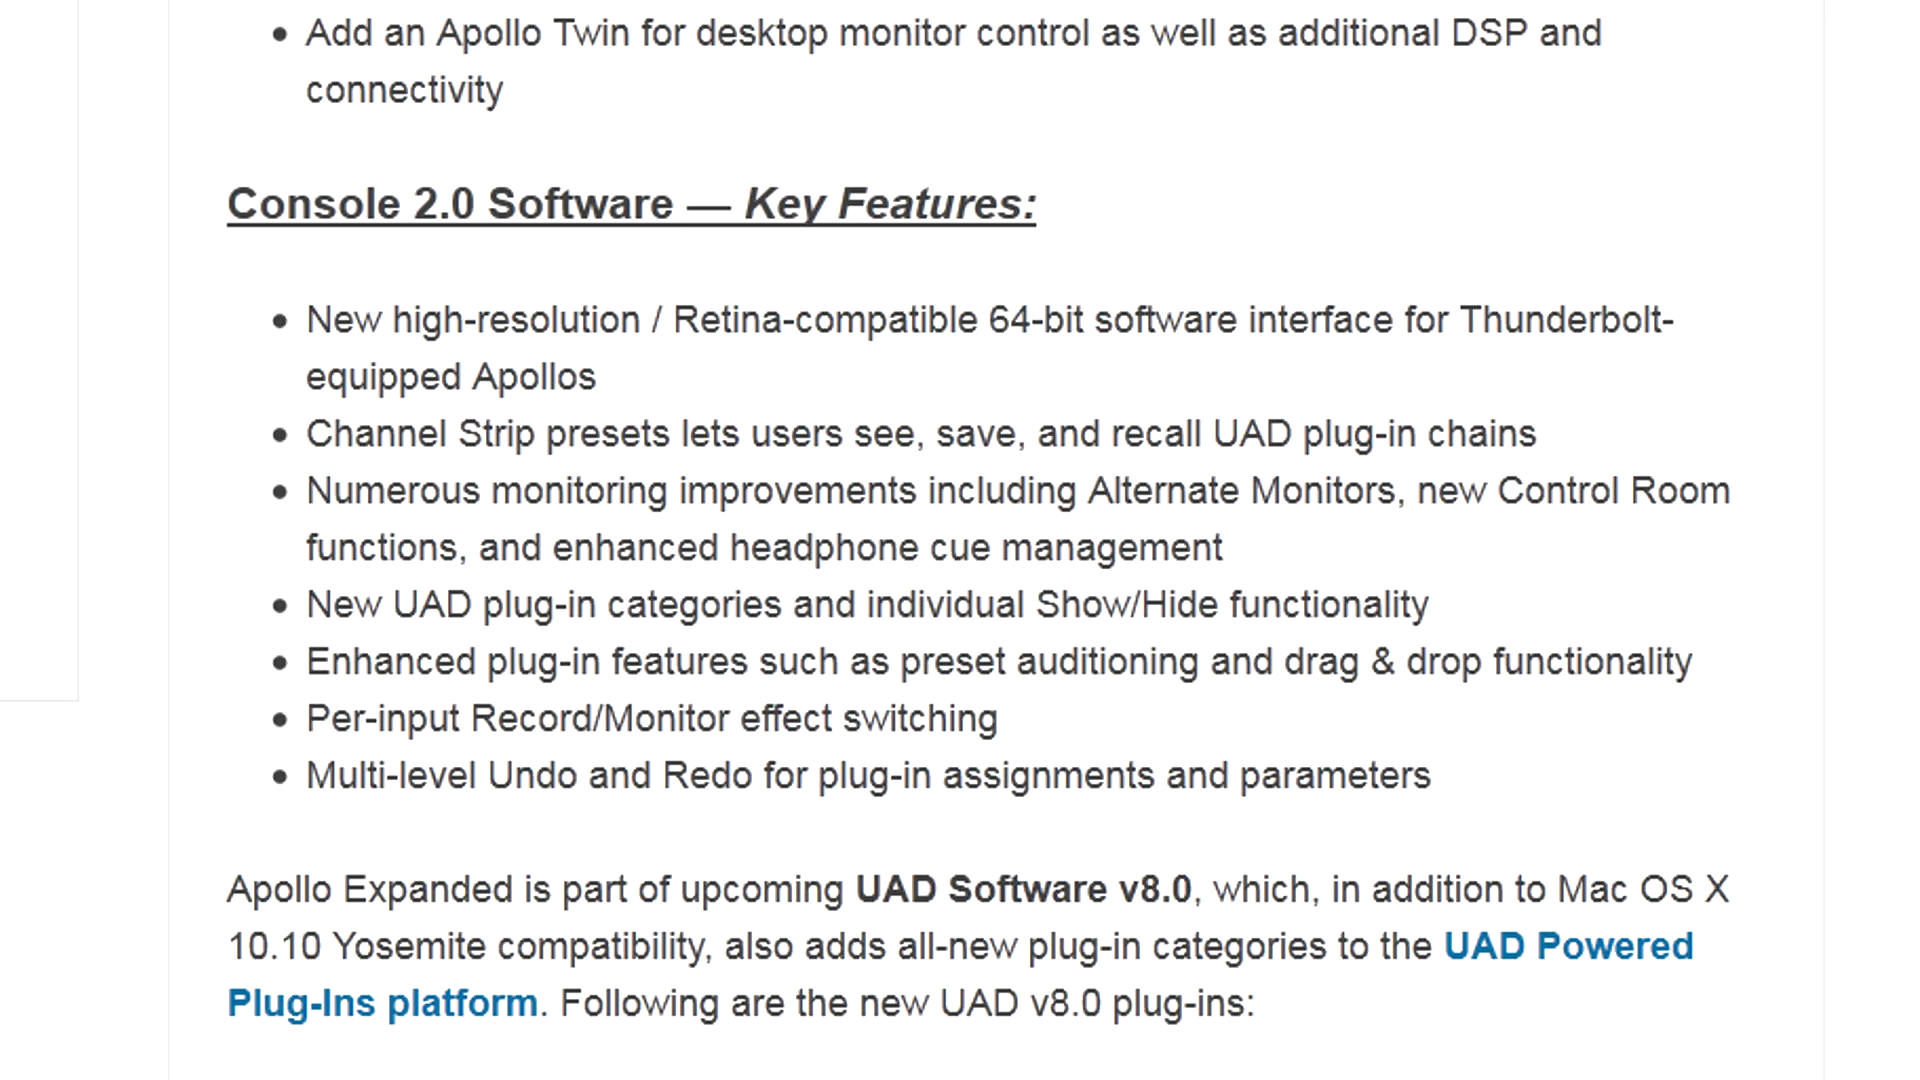 Add an Apollo Twin for desktop monitor control as well as additional DSP and
connectivity
Console 2.0 Software — Key Features:
New high-resolution / Retina-compatible 64-bit software interface for Thunderbolt-
equipped Apollos
Channel Strip presets lets users see, save, and recall UAD plug-in chains
Numerous monitoring improvements including Alternate Monitors, new Control Room
functions, and enhanced headphone cue management
New UAD plug-in categories and individual Show/Hide functionality
Enhanced plug-in features such as preset auditioning and drag & drop functionality
Per-input Record/Monitor effect switching
Multi-level Undo and Redo for plug-in assignments and parameters
Apollo Expanded is part of upcoming UAD Software v8.0, which, in addition to Mac OS X
10.10 Yosemite compatibility, also adds all-new plug-in categories to the UAD Powered
Plug-Ins platform. Following are the new UAD v8.0 plug-ins: